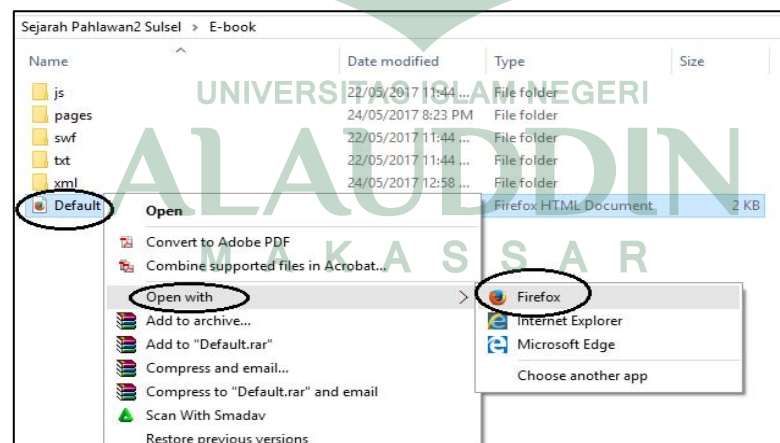 Sejarah Pahlawan2 Sulsel > E-book
Name Date modified Type Size
js 22/05/2017 11:44 ... File folder
pages 24/05/2017 8:23 PM File folder
swf 22/05/2017 11:44 ... File folder
txt 22/05/2017 11:44 ... File folder
xml 24/05/2017 12:58 ... File folder
Default Firefox HTML Document 2 KB
UNIVERSITAS ISLAM NEGERI
ALAUDDIN
MAKASSAR
Open
Convert to Adobe PDF
Combine supported files in Acrobat...
Open with >
Add to archive...
Add to "Default.rar"
Compress and email...
Compress to "Default.rar" and email
Scan With Smadav
Restore previous versions
Firefox
Internet Explorer
Microsoft Edge
Choose another app